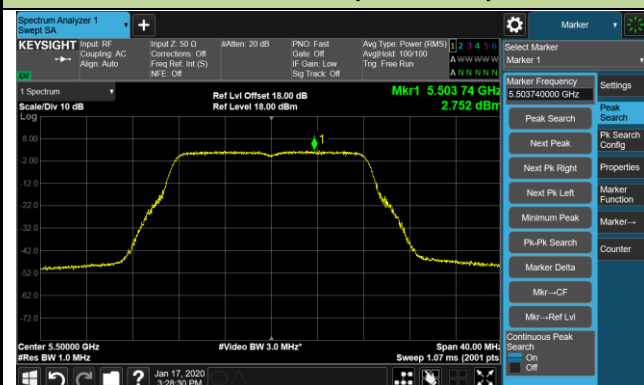 Spectrum Analyzer 1
Swept SA
Marker
KEYSIGHT
Input: RF
Coupling: AC
Align: Auto
Input Z: 50 Ω
Corrections: Off
Freq Ref: Int (S)
NFE: Off
#Atten: 20 dB
PNO: Fast
Gate: Off
IF Gain: Low
Sig Track: Off
Avg Type: Power (RMS)
Avg|Hold: 100/100
Trig: Free Run
1 2 3 4 5 6
A W W W W W
A N N N N N
LXI
Select Marker
Marker 1
1 Spectrum
Scale/Div 10 dB
Log
Ref Lvl Offset 18.00 dB
Ref Level 18.00 dBm
Mkr1 5.503 74 GHz
2.752 dBm
8.00
-2.00
-12.0
-22.0
-32.0
-42.0
-52.0
-62.0
-72.0
1
Center 5.50000 GHz
#Res BW 1.0 MHz
#Video BW 3.0 MHz*
Span 40.00 MHz
Sweep 1.07 ms (2001 pts)
Marker Frequency
5.503740000 GHz
Peak Search
Next Peak
Next Pk Right
Next Pk Left
Minimum Peak
Pk-Pk Search
Marker Delta
Mkr→CF
Mkr→Ref Lvl
Continuous Peak
Search
On
Off
Settings
Peak
Search
Pk Search
Config
Properties
Marker
Function
Marker→
Counter
?
Jan 17, 2020
3:28:30 PM